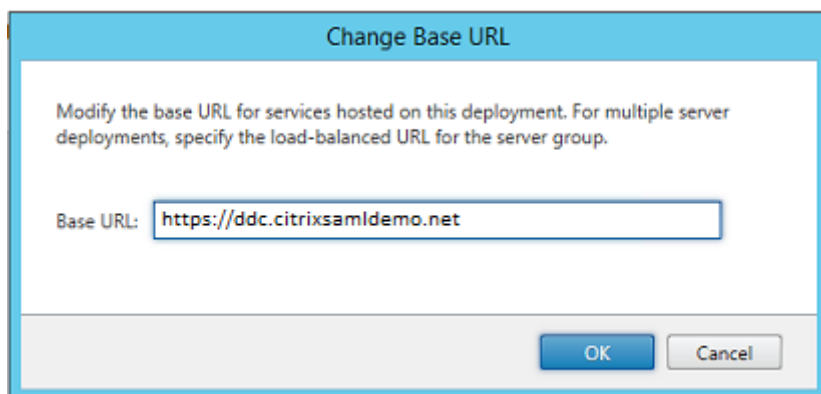 Change Base URL
Modify the base URL for services hosted on this deployment. For multiple server
deployments, specify the load-balanced URL for the server group.
Base URL: https://ddc.citrixsamldemo.net
OK Cancel